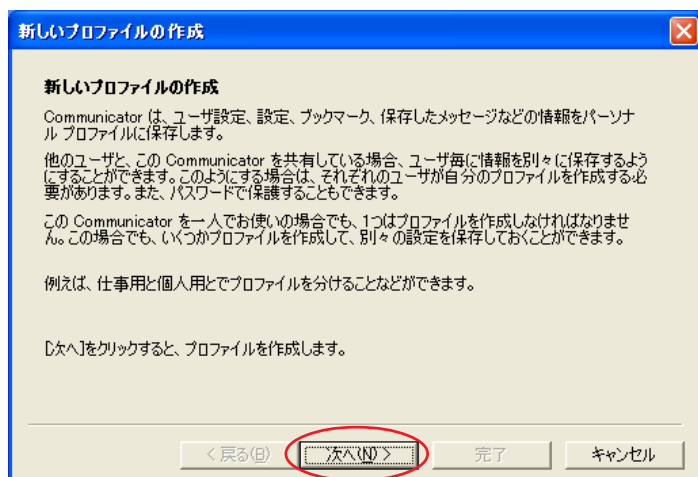 新しいプロファイルの作成
新しいプロファイルの作成
Communicator は、ユーザ設定、設定、ブックマーク、保存したメッセージなどの情報をパーソナ
ル プロファイルに保存します。
他のユーザと、この Communicator を共有している場合、ユーザ毎に情報を別々に保存するよう
にすることができます。このようにする場合は、それぞれのユーザが自分のプロファイルを作成する必
要があります。また、パスワードで保護することもできます。
この Communicator を一人でお使いの場合でも、1つはプロファイルを作成しなければなりませ
ん。この場合でも、いくつかプロファイルを作成して、別々の設定を保存しておくことができます。
例えば、仕事用と個人用とでプロファイルを分けることなどができます。
[次へ]をクリックすると、プロファイルを作成します。
< 戻る(B) 次へ(N) > 完了 キャンセル